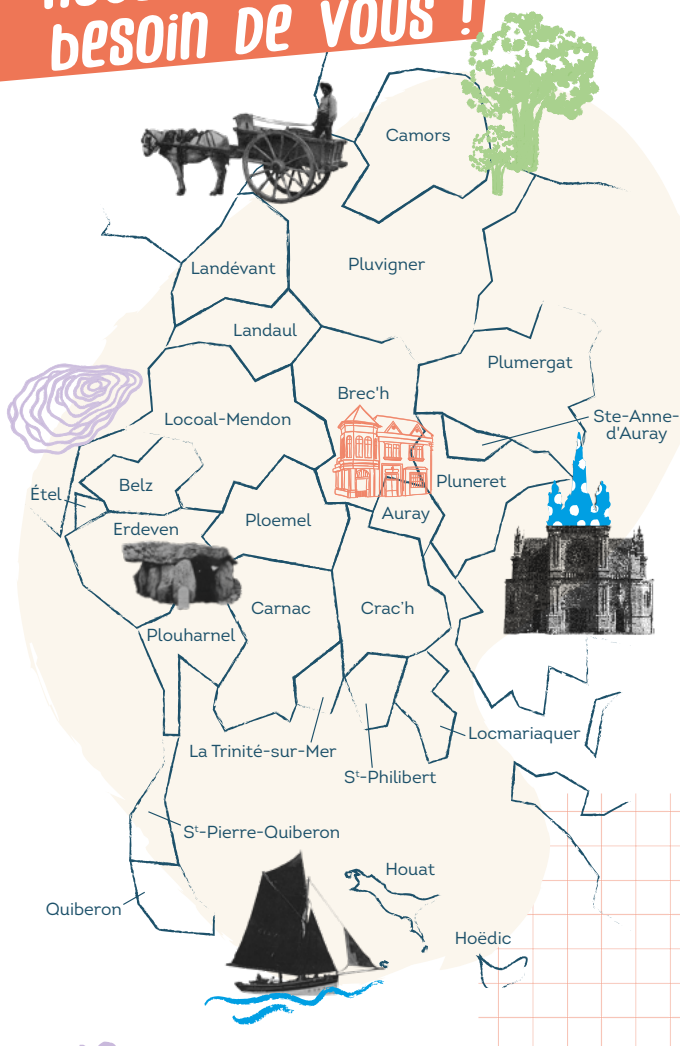 besoin de vous !
Camors
Landévant
Pluvigner
Landaul
Plumergat
Brec'h
Locoal-Mendon
Ste-Anne-
d'Auray
Étel
Belz
Pluneret
Auray
Ploemel
Erdeven
Carnac
Crac'h
Plouharnel
Locmariaquer
La Trinité-sur-Mer
Sᵗ-Philibert
Sᵗ-Pierre-Quiberon
Houat
Quiberon
Hoëdic